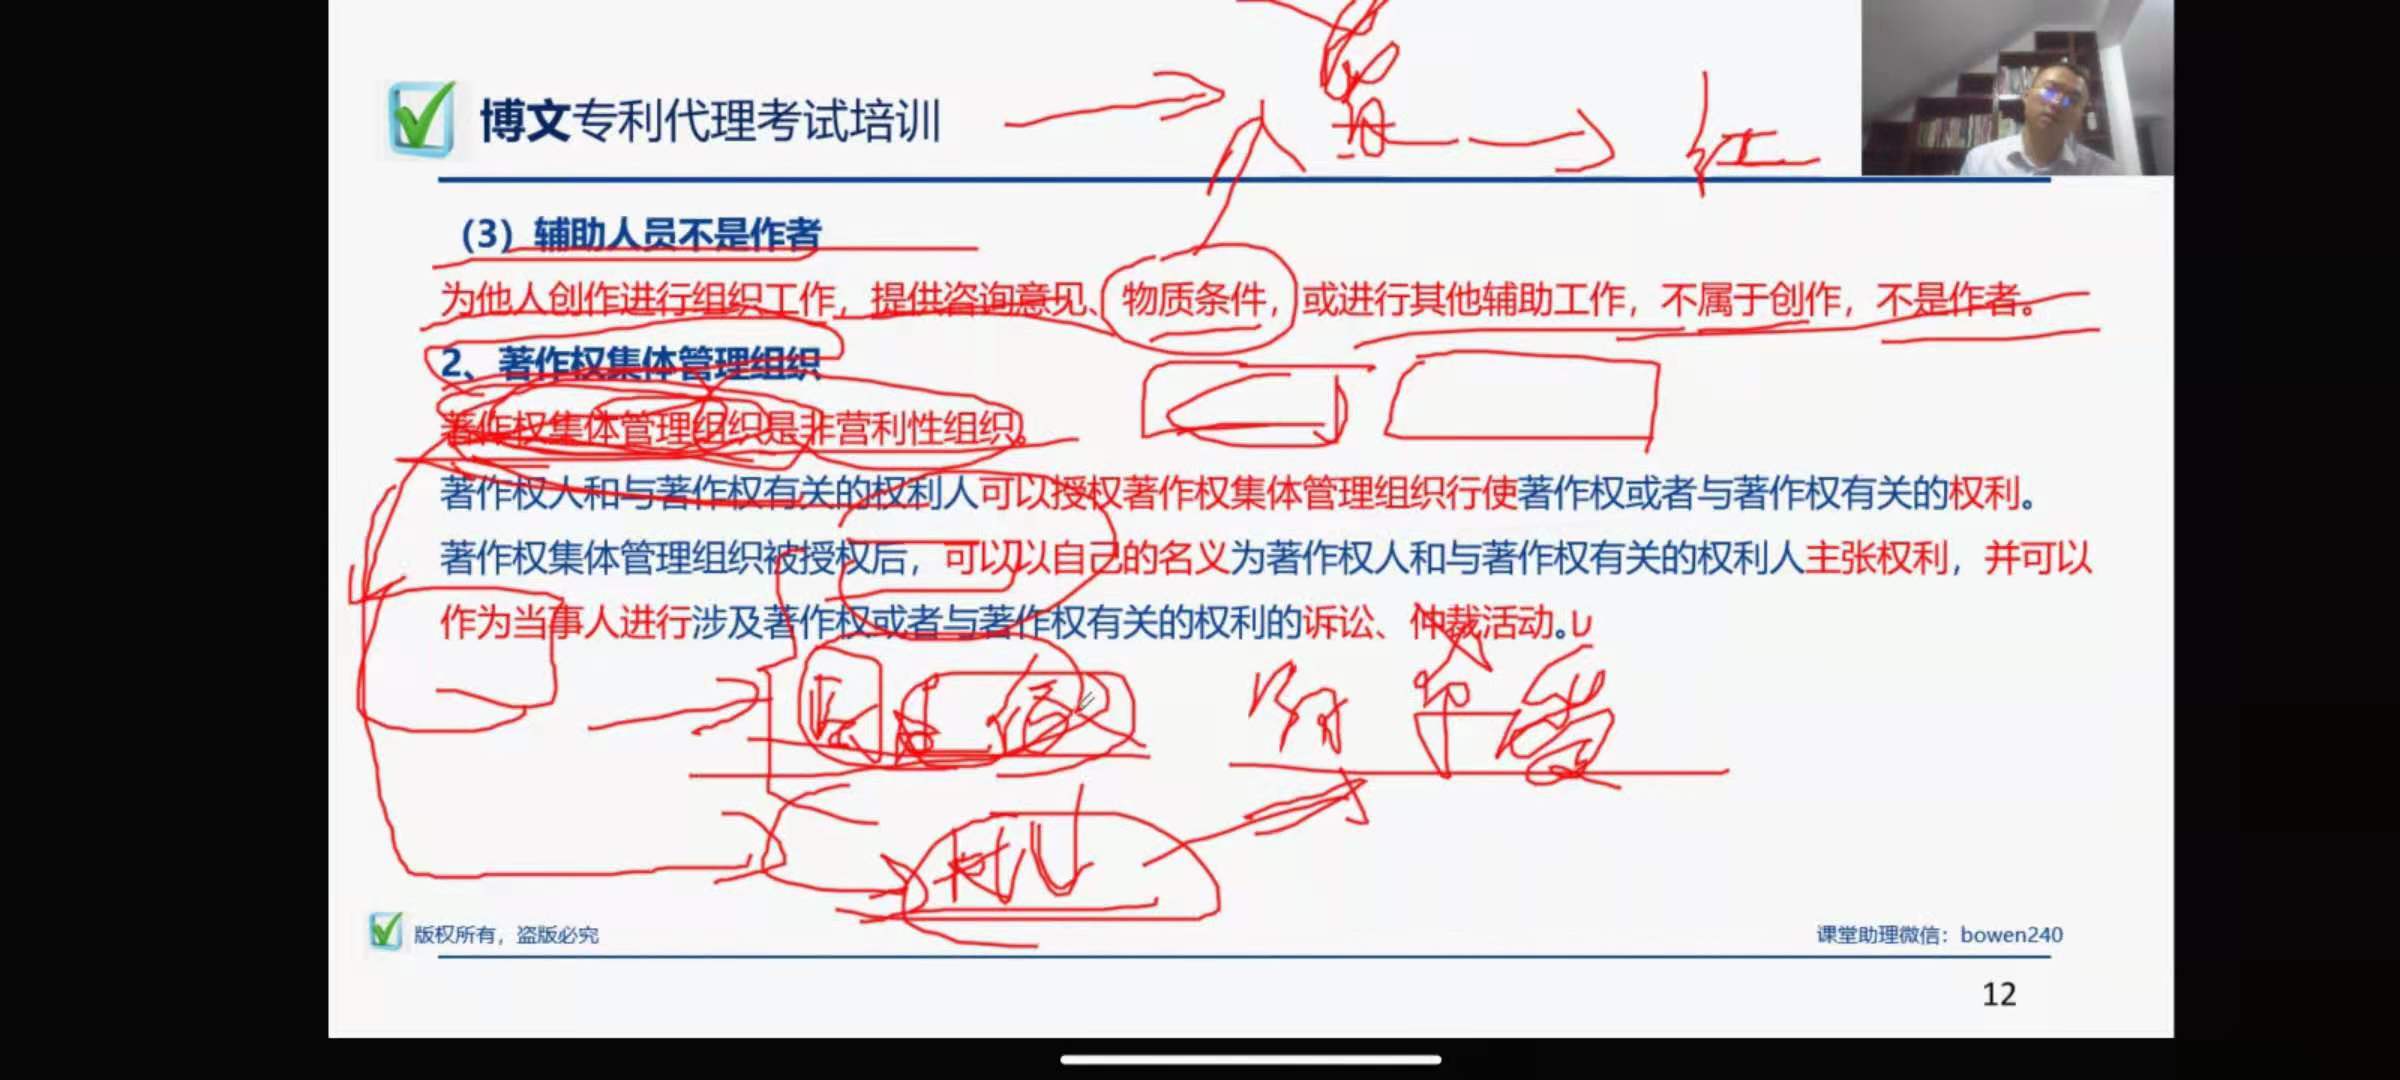 博文专利代理考试培训
（3）辅助人员不是作者
为他人创作进行组织工作，提供咨询意见、物质条件，或进行其他辅助工作，不属于创作，不是作者。
2、著作权集体管理组织
著作权集体管理组织是非营利性组织。
著作权人和与著作权有关的权利人可以授权著作权集体管理组织行使著作权或者与著作权有关的权利。
著作权集体管理组织被授权后，可以以自己的名义为著作权人和与著作权有关的权利人主张权利，并可以
作为当事人进行涉及著作权或者与著作权有关的权利的诉讼、仲裁活动。
版权所有，盗版必究
课堂助理微信：bowen240
12